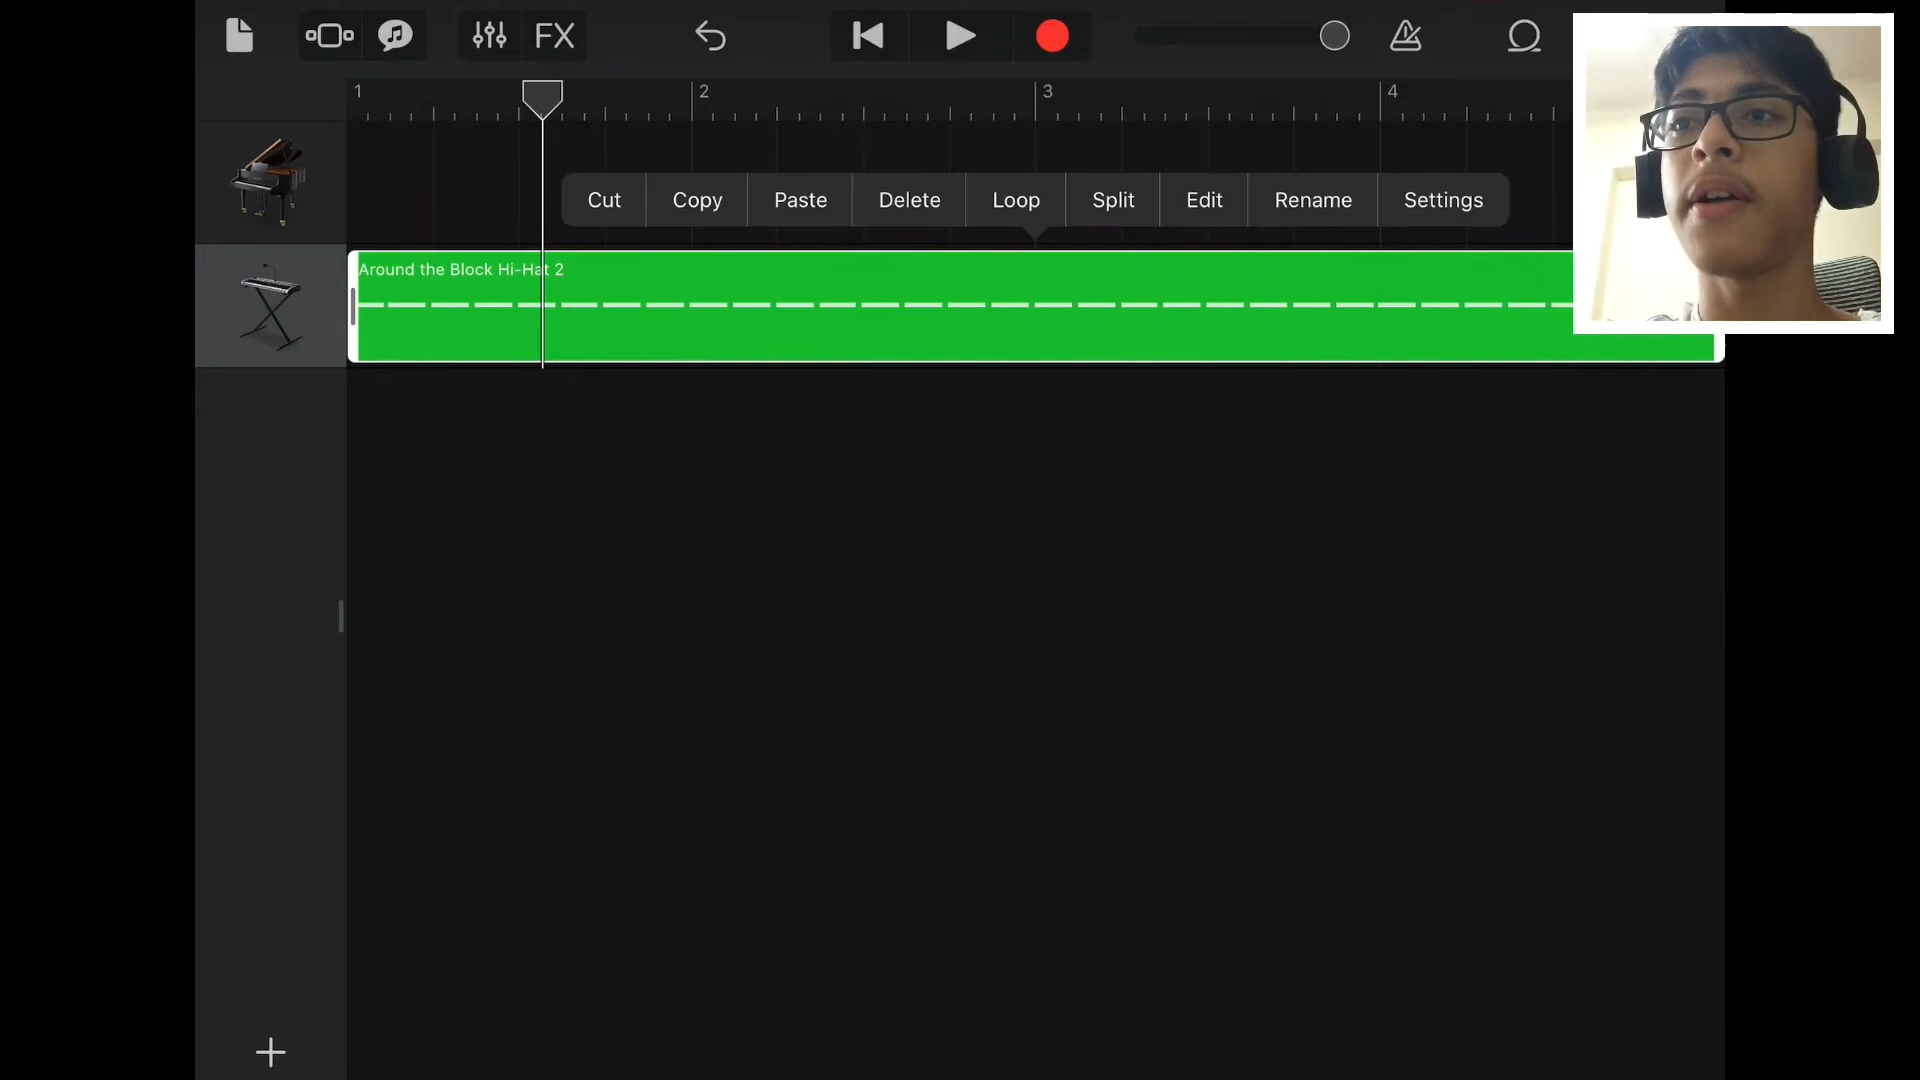 FX
1 2 3 4
Cut Copy Paste Delete Loop Split Edit Rename Settings
Around the Block Hi-Hat 2